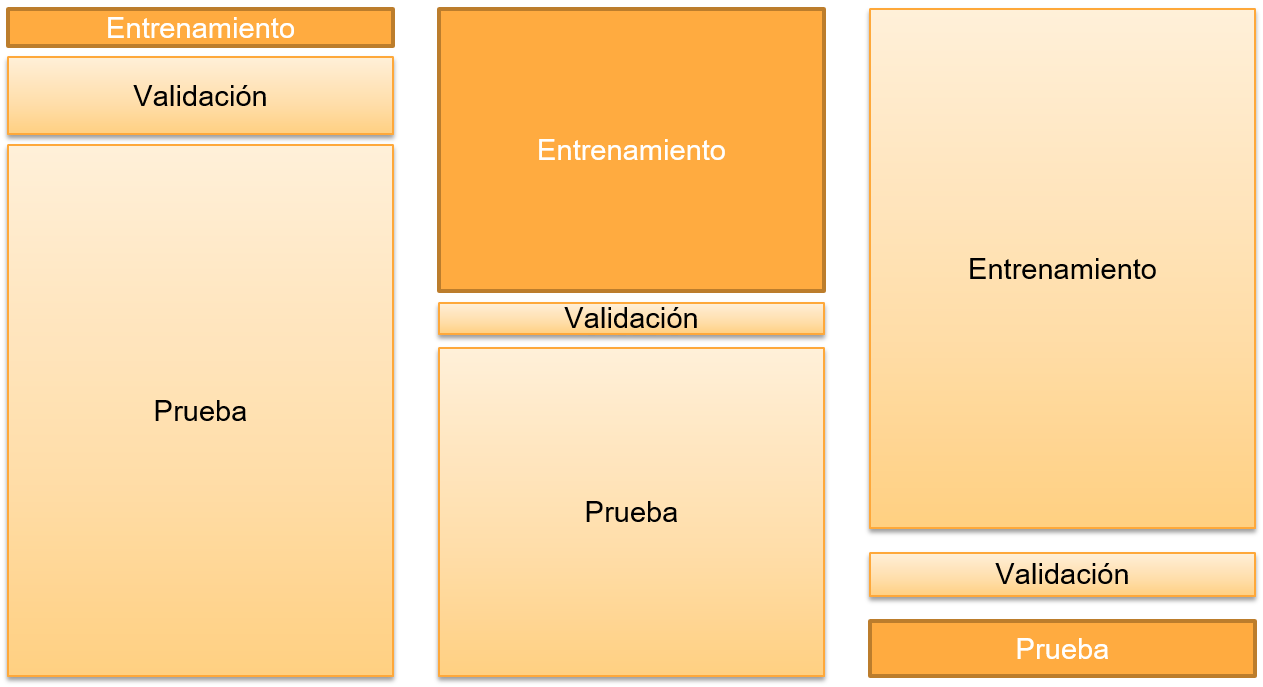 Entrenamiento
Validación
Prueba
Entrenamiento
Validación
Prueba
Entrenamiento
Validación
Prueba